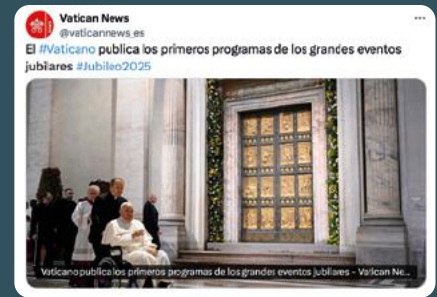 Vatican News
@vaticannews_es
El #Vaticano publica los primeros programas de los grandes eventos
jubilares #Jubileo2025
Vaticano publica los primeros programas de los grandes eventos jubilares - Vatican Ne...